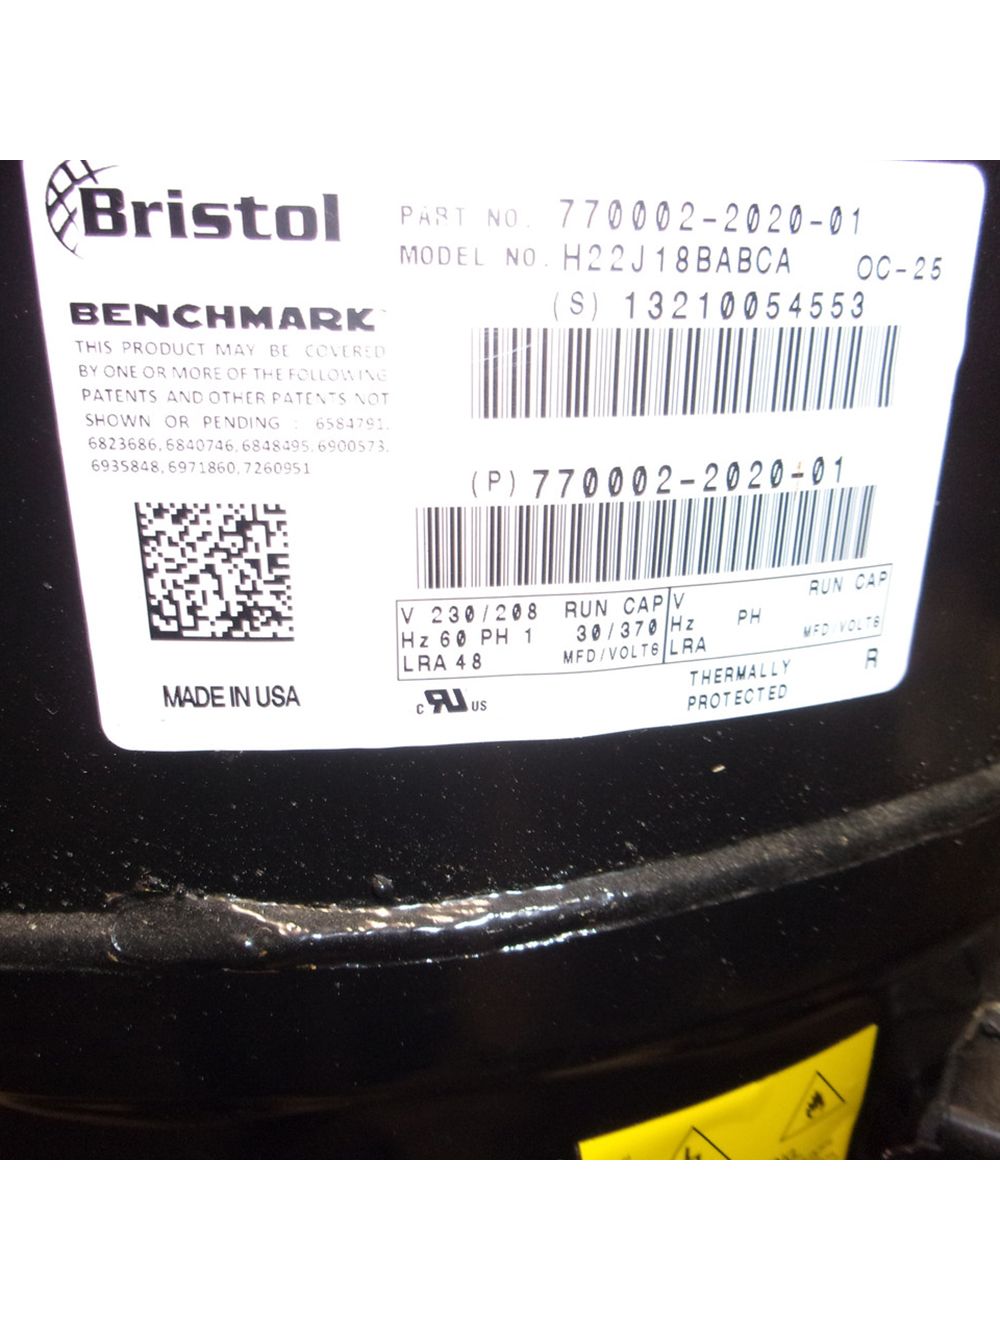 Bristol
PART NO. 770002-2020-01
MODEL NO. H22J18BABCA OC-25
(S) 13210054553
BENCHMARK
THIS PRODUCT MAY BE COVERED
BY ONE OR MORE OF THE FOLLOWING
PATENTS AND OTHER PATENTS NOT
SHOWN OR PENDING : 6584791,
6823686, 6840746, 6848495, 6900573,
6935848, 6971860, 7260951
(P) 770002-2020-01
V 230/208 RUN CAP
Hz 60 PH 1 30/370
LRA 48 MFD/VOLTS
V RUN CAP
Hz PH
LRA MFD/VOLTS
MADE IN USA
c RU US
THERMALLY
PROTECTED
R